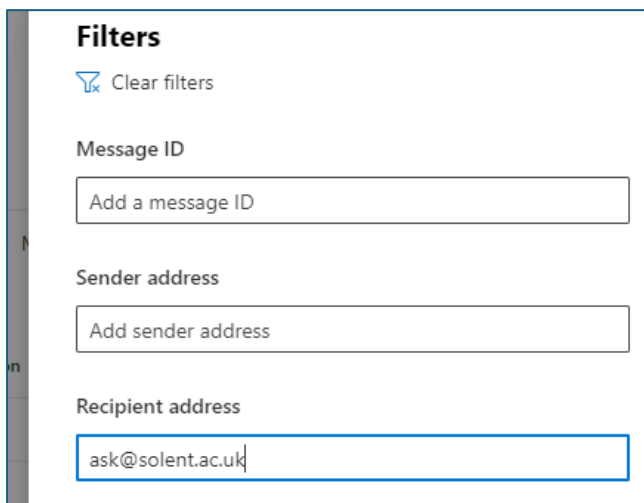 Filters
Clear filters
Message ID
Add a message ID
Sender address
Add sender address
Recipient address
ask@solent.ac.uk